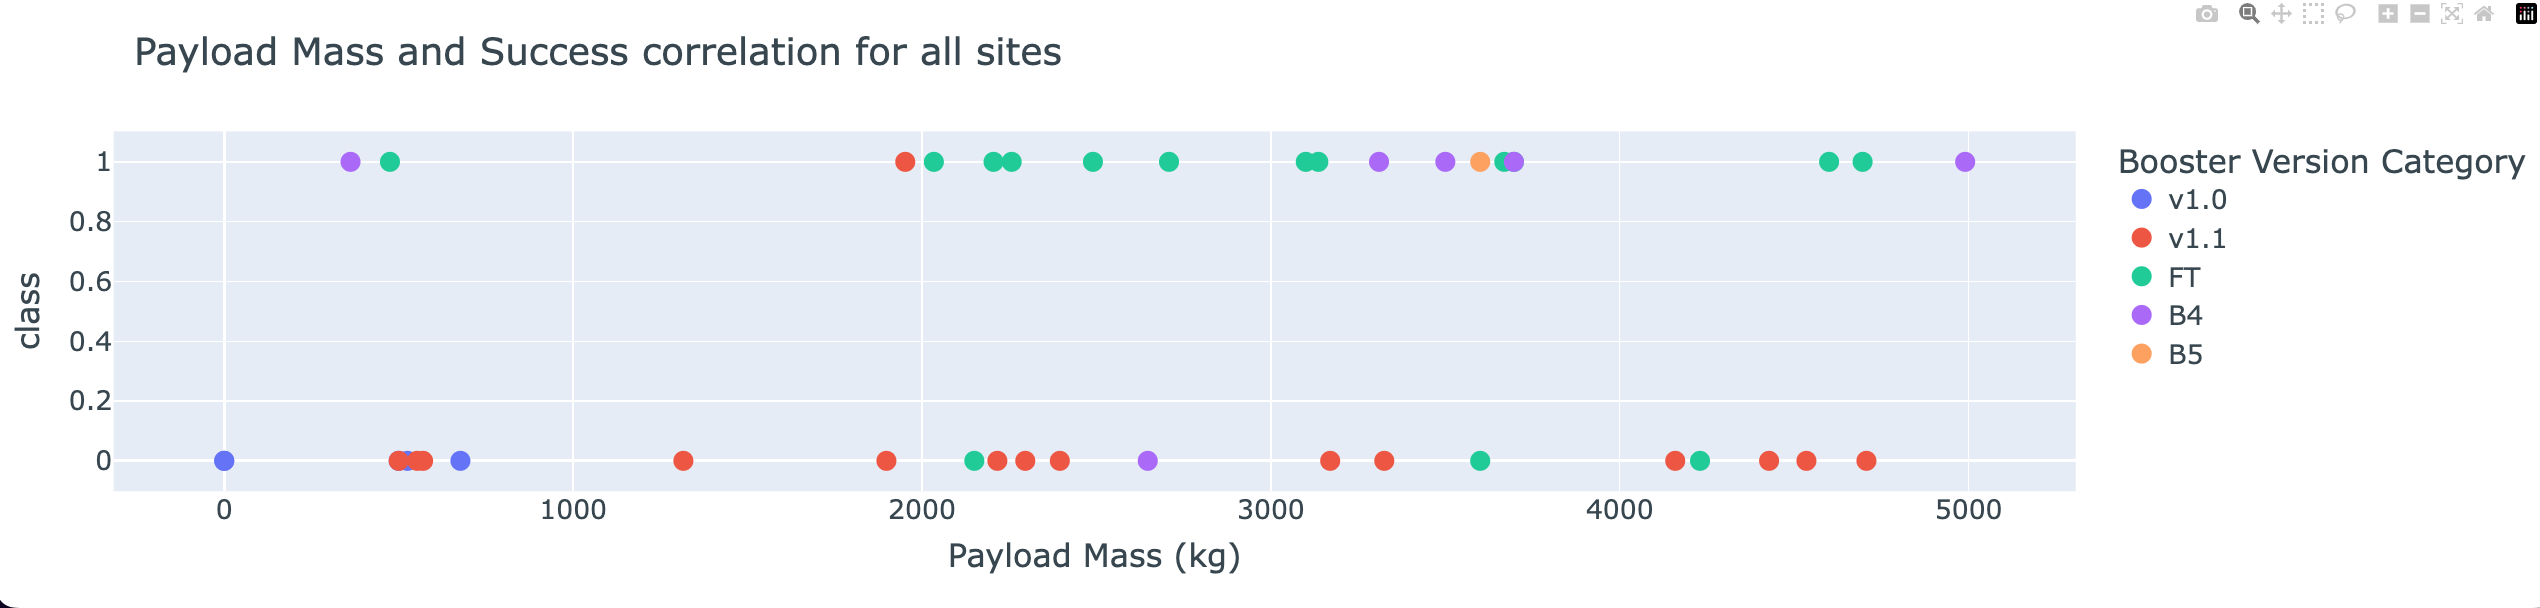 Payload Mass and Success correlation for all sites
1
0.8
0.6
0.4
0.2
0
class
0 1000 2000 3000 4000 5000
Payload Mass (kg)
Booster Version Category
v1.0
v1.1
FT
B4
B5